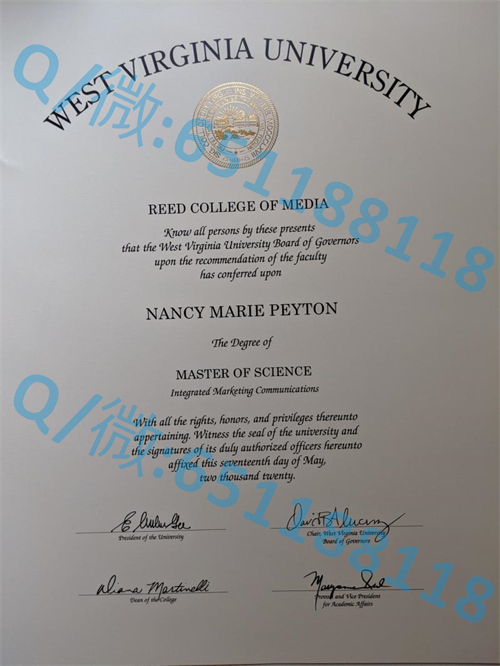 WEST VIRGINIA UNIVERSITY
Q/微:651188118
REED COLLEGE OF MEDIA
Know all persons by these presents
that the West Virginia University Board of Governors
upon the recommendation of the faculty
has conferred upon
NANCY MARIE PEYTON
The Degree of
MASTER OF SCIENCE
Integrated Marketing Communications
Q/微:651188118
With all the rights, honors, and privileges thereunto
appertaining. Witness the seal of the university and
the signatures of its duly authorized officers hereunto
affixed this seventeenth day of May,
two thousand twenty.
President of the University
Chair, West Virginia University
Board of Governors
Diana Martinelli
Dean of the College
Provost and Vice President
for Academic Affairs